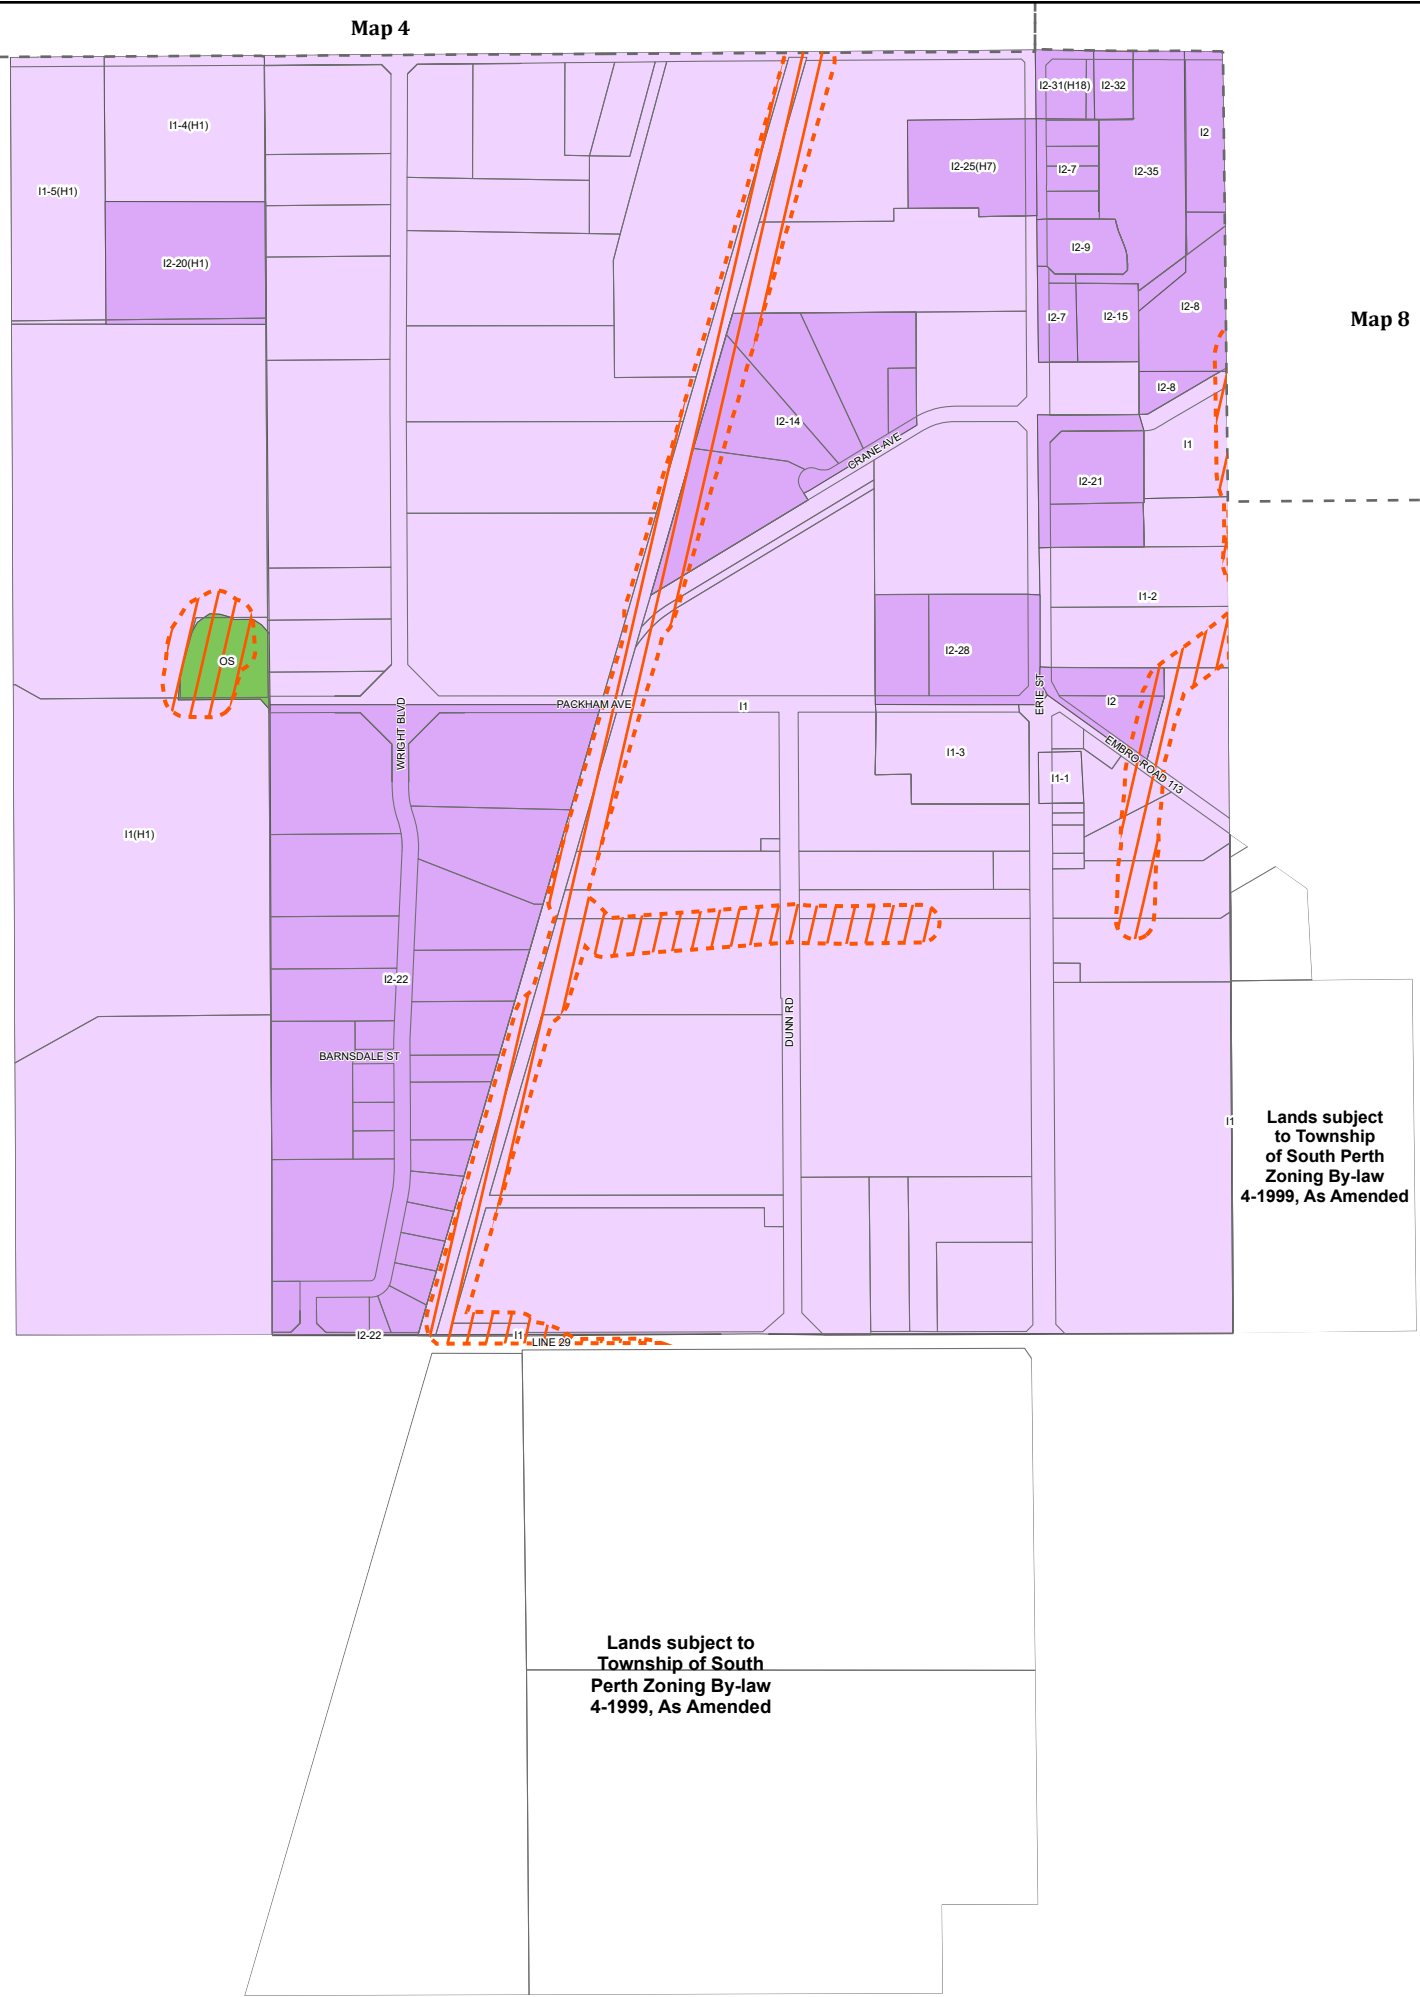 Map 4
I2-31(H18)
I2-32
I1-4(H1)
I2
I2-25(H7)
I2-7
I2-35
I1-5(H1)
I2-9
I2-20(H1)
I2-8
I2-7
I2-15
Map 8
I2-8
I2-14
CRANE AVE
I1
I2-21
I1-2
OS
I2-28
ERIE ST
PACKHAM AVE
I1
I2
WRIGHT BLVD
I1-3
EMBRO ROAD 113
I1-1
I1(H1)
I2-22
DUNN RD
BARNSDALE ST
I1
Lands subject
to Township
of South Perth
Zoning By-law
4-1999, As Amended
I2-22
I1
LINE 29
Lands subject to
Township of South
Perth Zoning By-law
4-1999, As Amended